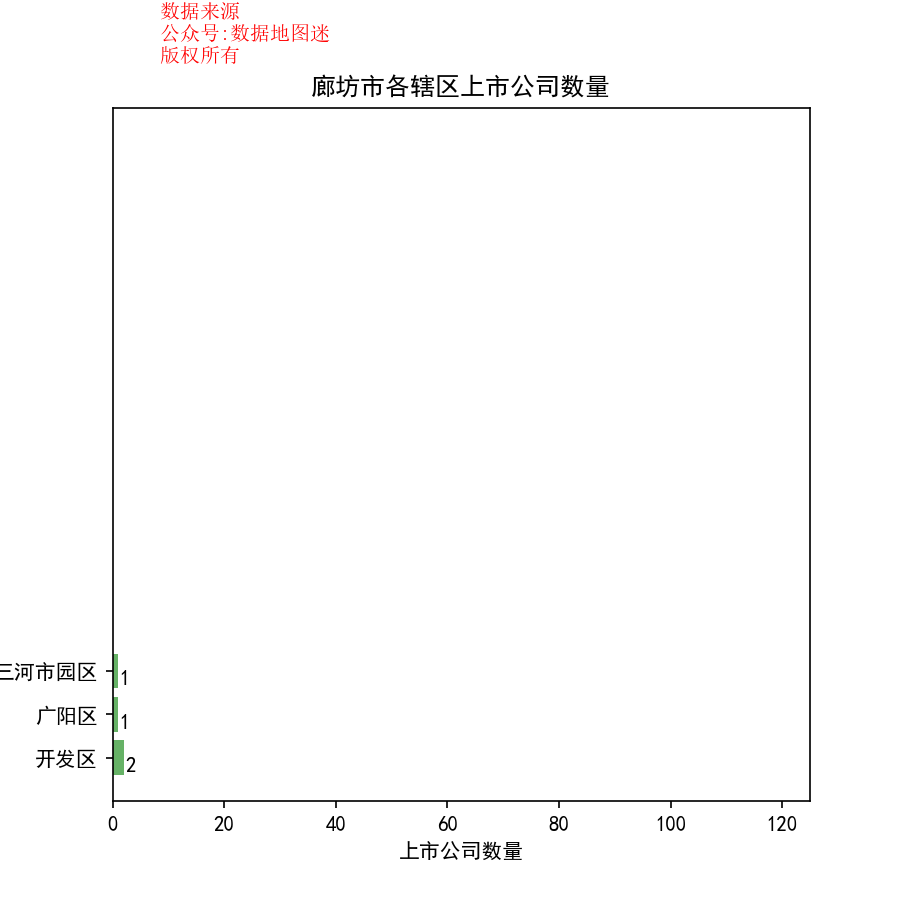 数据来源
公众号:数据地图迷
版权所有
廊坊市各辖区上市公司数量
三河市园区
1
广阳区
1
开发区
2
0 20 40 60 80 100 120
上市公司数量